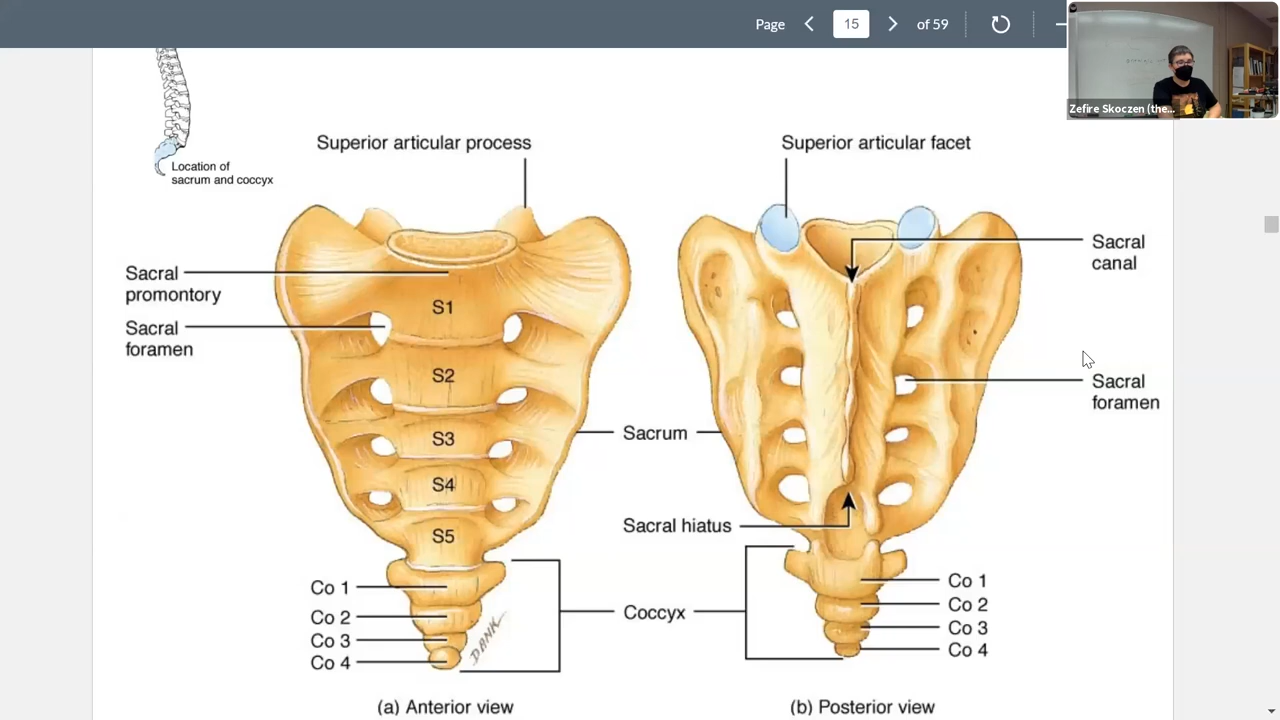 Page 15 of 59
Zefire Skoczen (the...
Location of
sacrum and coccyx
Superior articular process
Sacral
promontory
Sacral
foramen
S1
S2
S3
S4
S5
Co 1
Co 2
Co 3
Co 4
DANK
(a) Anterior view
Sacrum
Sacral hiatus
Coccyx
Superior articular facet
Sacral
canal
Sacral
foramen
Co 1
Co 2
Co 3
Co 4
(b) Posterior view